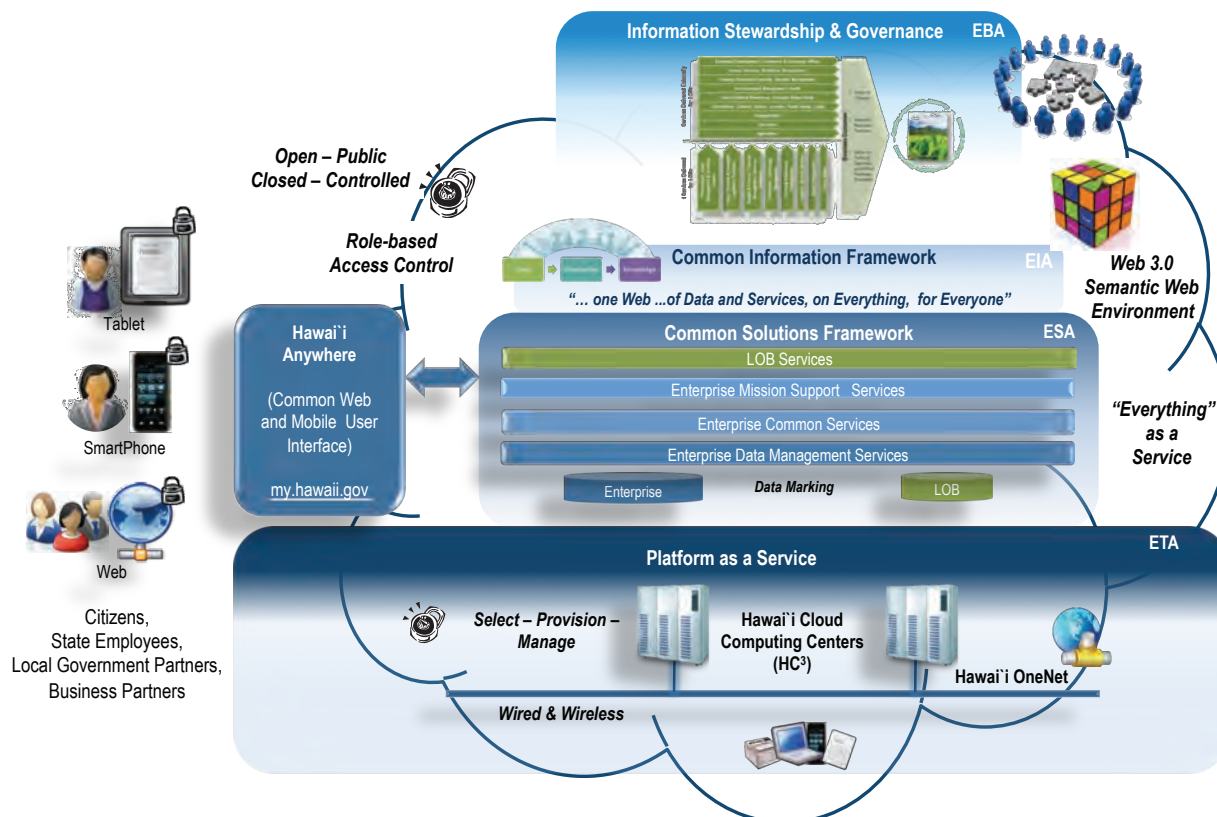 Information Stewardship & Governance
EBA
Open – Public
Closed – Controlled
Role-based
Access Control
Common Information Framework
EIA
“… one Web ...of Data and Services, on Everything, for Everyone”
Web 3.0
Semantic Web
Environment
Tablet
SmartPhone
Web
Citizens,
State Employees,
Local Government Partners,
Business Partners
Hawai`i
Anywhere
(Common Web
and Mobile User
Interface)
my.hawaii.gov
Common Solutions Framework
ESA
LOB Services
Enterprise Mission Support Services
Enterprise Common Services
Enterprise Data Management Services
Enterprise
Data Marking
LOB
“Everything”
as a
Service
ETA
Platform as a Service
Select – Provision –
Manage
Hawai`i Cloud
Computing Centers
(HC³)
Hawai`i OneNet
Wired & Wireless